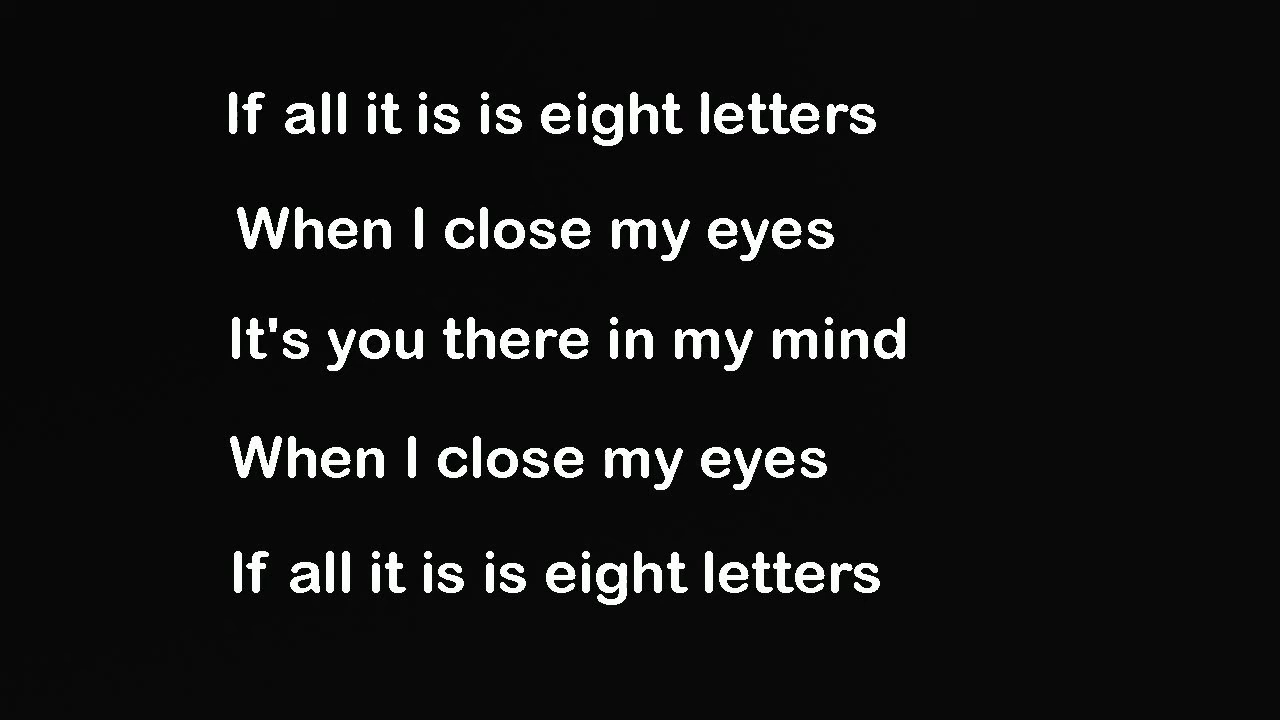 If all it is is eight letters
When I close my eyes
It's you there in my mind
When I close my eyes
If all it is is eight letters